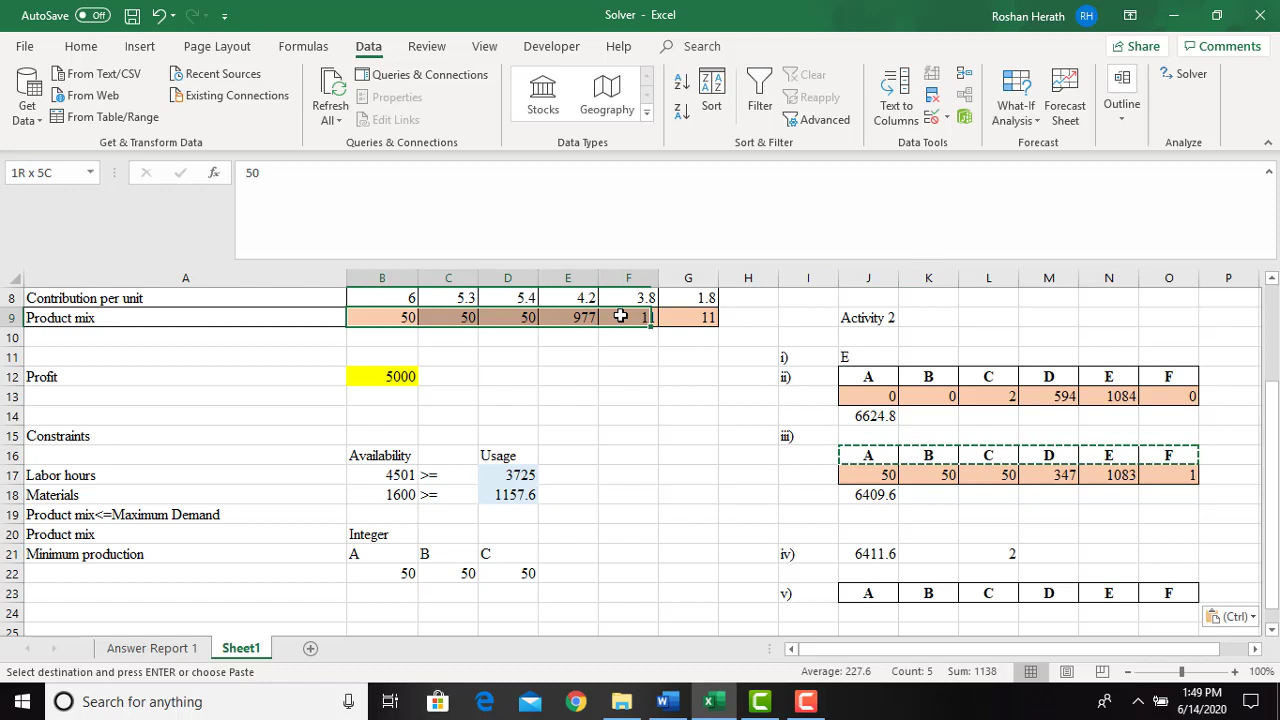 AutoSave Off Solver - Excel Roshan Herath RH
File Home Insert Page Layout Formulas Data Review View Developer Help Search Share Comments
Get Data
From Text/CSV
From Web
From Table/Range
Recent Sources
Existing Connections
Get & Transform Data
Refresh All
Queries & Connections
Properties
Edit Links
Queries & Connections
Stocks Geography
Data Types
Sort
Filter
Clear
Reapply
Advanced
Sort & Filter
Text to Columns
Data Tools
What-If Analysis
Forecast Sheet
Forecast
Outline
Solver
Analyze
1R x 5C fx 50
A B C D E F G H I J K L M N O P
8 Contribution per unit 6 5.3 5.4 4.2 3.8 1.8
9 Product mix 50 50 50 977 11 11 Activity 2
10
11 i) E
12 Profit 5000 ii) A B C D E F
13 0 0 2 594 1084 0
14 6624.8
15 Constraints iii)
16 Availability Usage A B C D E F
17 Labor hours 4501 >= 3725 50 50 50 347 1083 1
18 Materials 1600 >= 1157.6 6409.6
19 Product mix<=Maximum Demand
20 Product mix Integer
21 Minimum production A B C iv) 6411.6 2
22 50 50 50
23 v) A B C D E F
24 (Ctrl)
25
Answer Report 1 Sheet1
Select destination and press ENTER or choose Paste Average: 227.6 Count: 5 Sum: 1138 100%
Search for anything 1:49 PM
6/14/2020